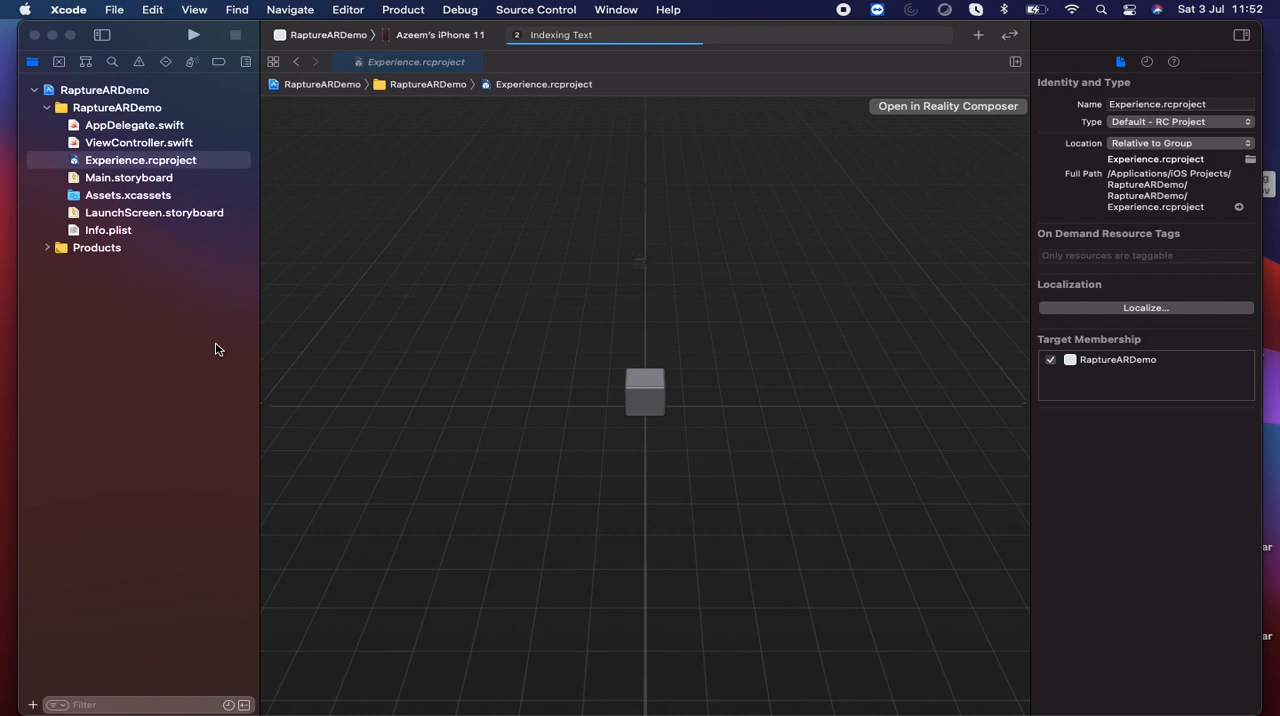 Xcode File Edit View Find Navigate Editor Product Debug Source Control Window Help Sat 3 Jul 11:52
RaptureARDemo Azeem's iPhone 11 2 Indexing Text
Experience.rcproject
RaptureARDemo RaptureARDemo Experience.rcproject
Open in Reality Composer
RaptureARDemo
RaptureARDemo
AppDelegate.swift
ViewController.swift
Experience.rcproject
Main.storyboard
Assets.xcassets
LaunchScreen.storyboard
Info.plist
Products
Filter
Identity and Type
Name Experience.rcproject
Type Default - RC Project
Location Relative to Group
Experience.rcproject
Full Path /Applications/iOS Projects/
RaptureARDemo/
RaptureARDemo/
Experience.rcproject
On Demand Resource Tags
Only resources are taggable
Localization
Localize...
Target Membership
RaptureARDemo
g
ov
ar
ar